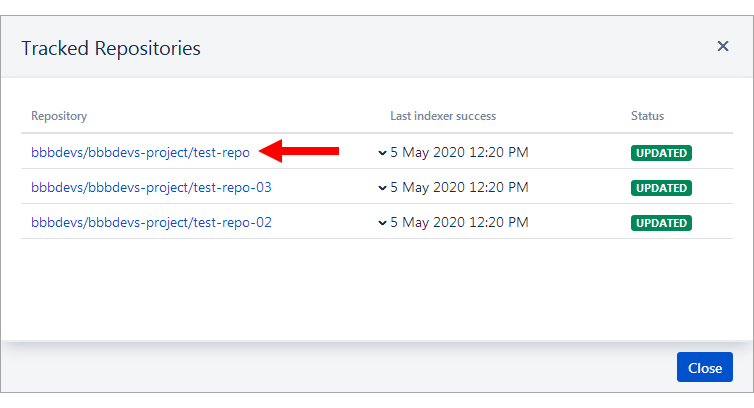 Tracked Repositories
Repository Last indexer success Status
bbbdevs/bbbdevs-project/test-repo 5 May 2020 12:20 PM UPDATED
bbbdevs/bbbdevs-project/test-repo-03 5 May 2020 12:20 PM UPDATED
bbbdevs/bbbdevs-project/test-repo-02 5 May 2020 12:20 PM UPDATED
Close